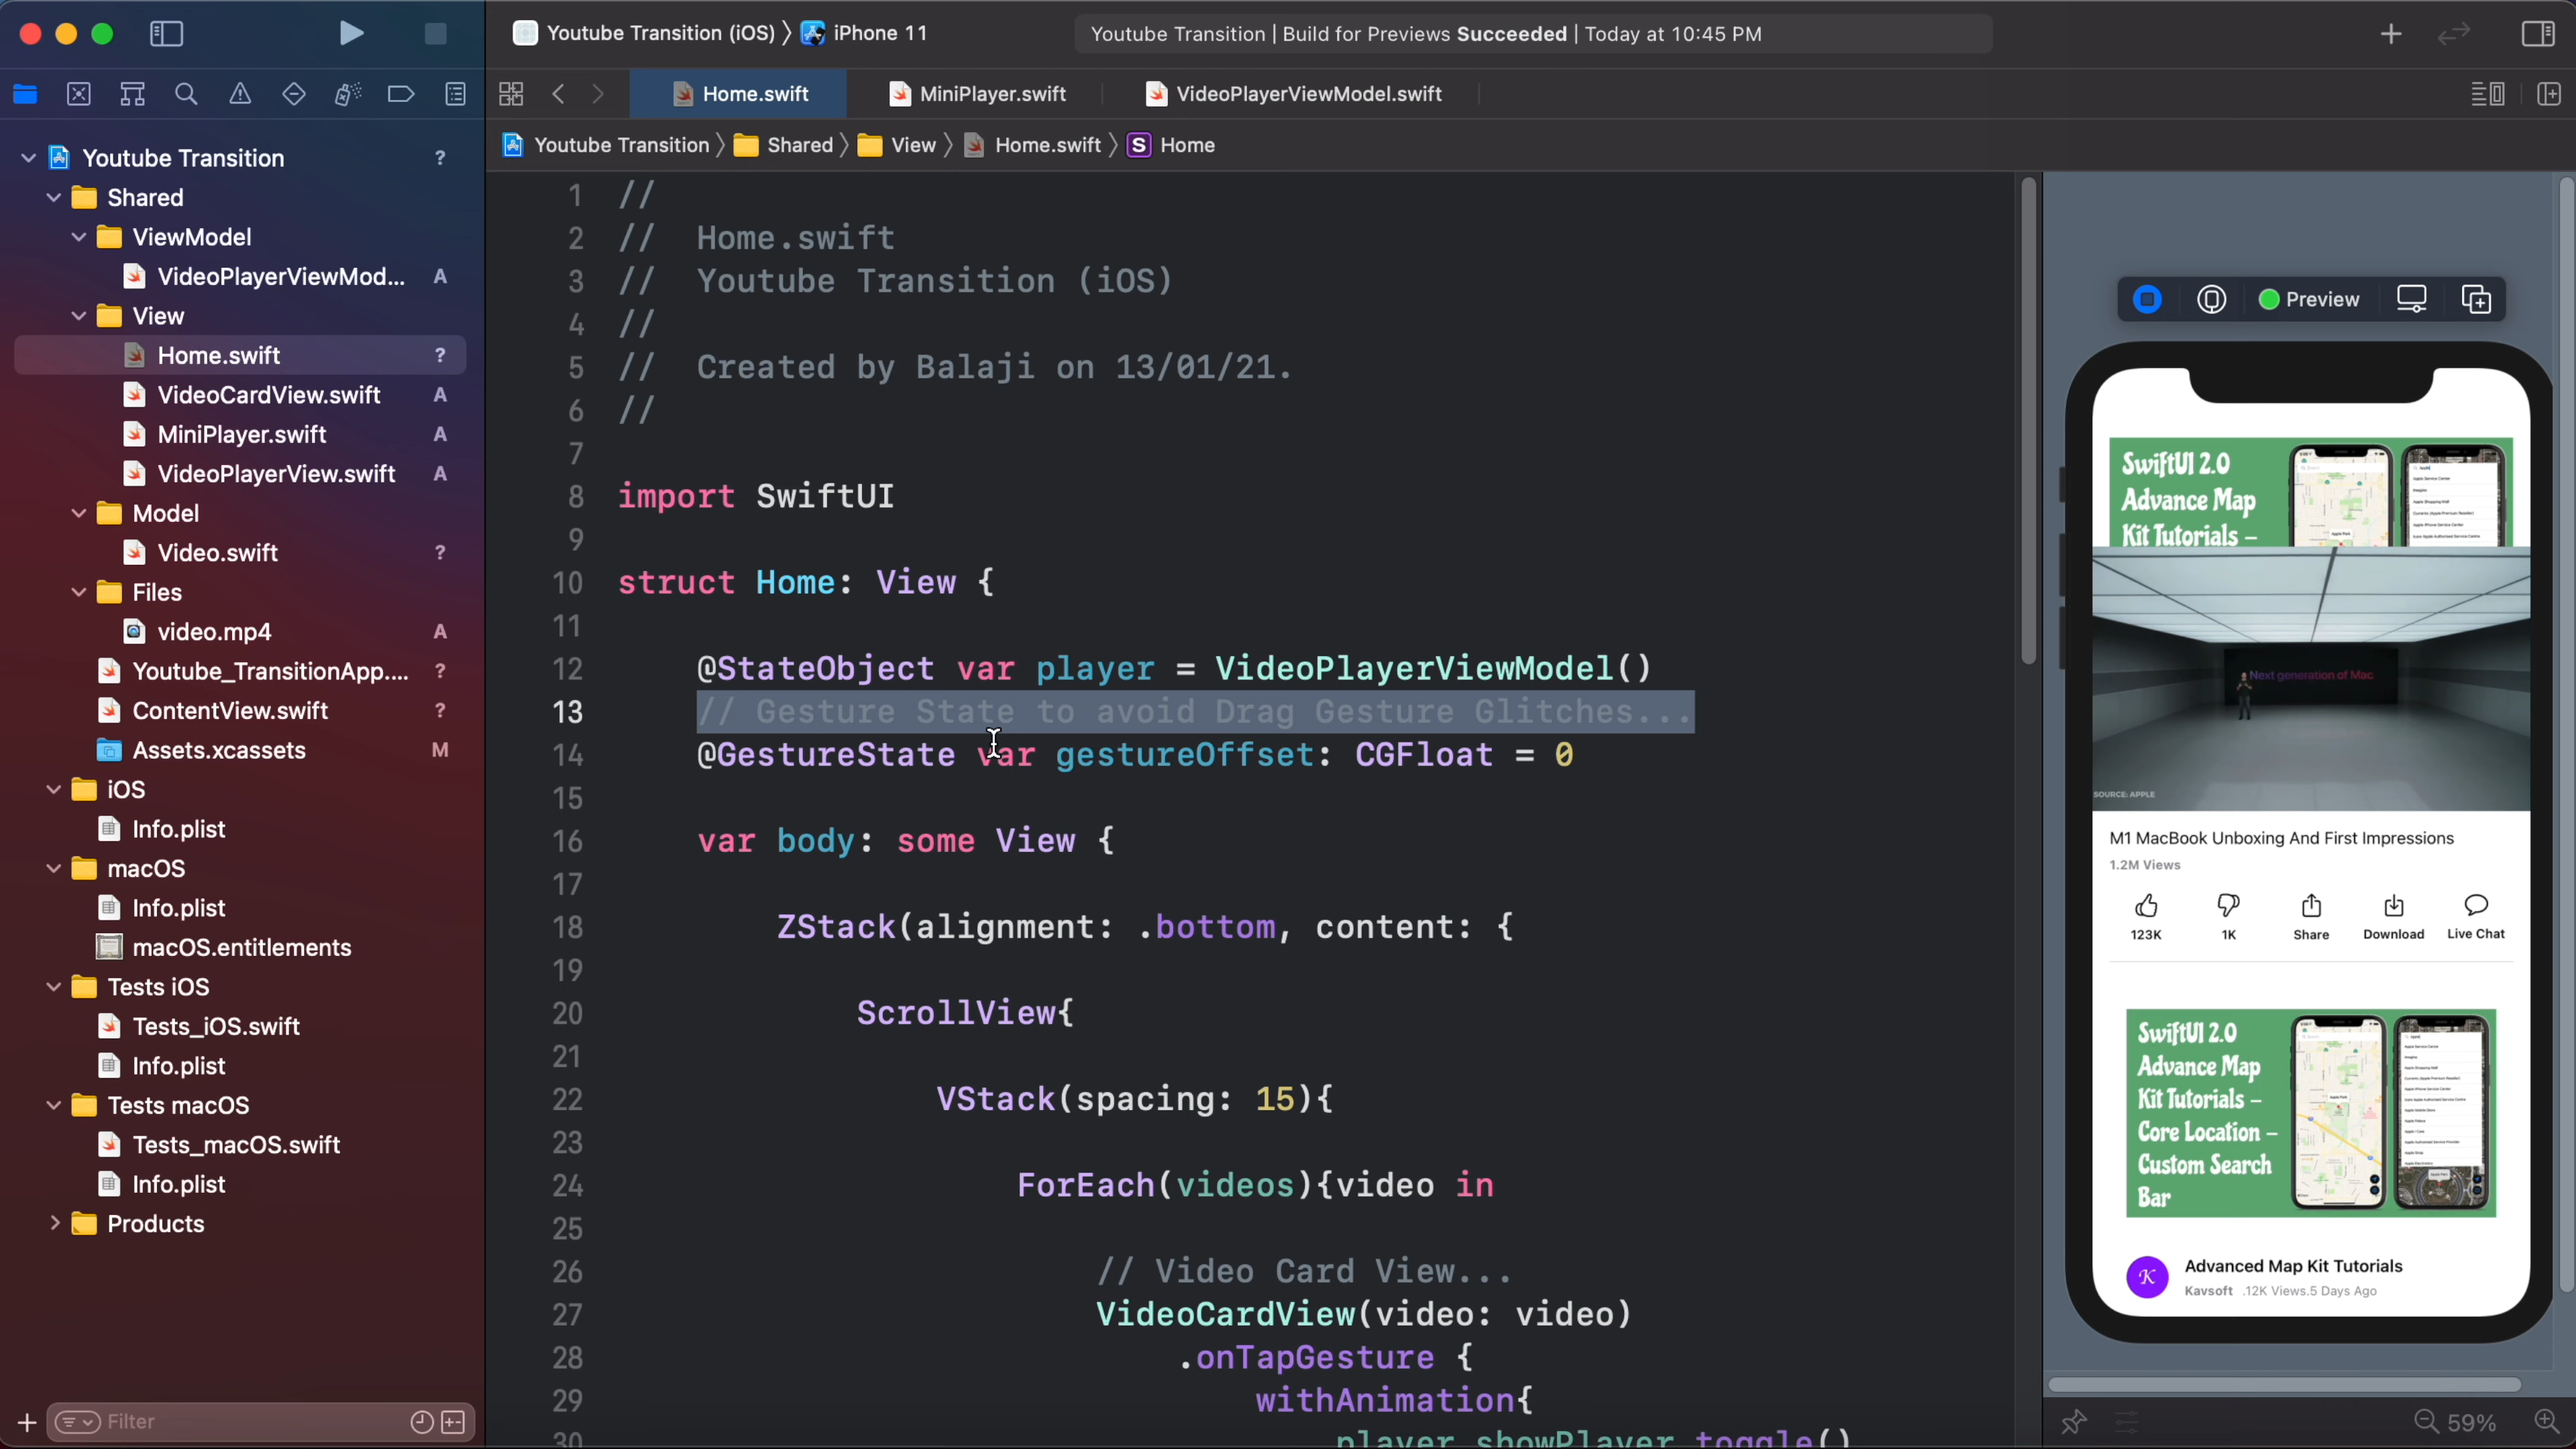 Youtube Transition (iOS) 〉 iPhone 11
Youtube Transition | Build for Previews Succeeded | Today at 10:45 PM
Home.swift
MiniPlayer.swift
VideoPlayerViewModel.swift
Youtube Transition 〉 Shared 〉 View 〉 Home.swift 〉 S Home
Youtube Transition ?
Shared
ViewModel
VideoPlayerViewMod... A
View
Home.swift ?
VideoCardView.swift A
MiniPlayer.swift A
VideoPlayerView.swift A
Model
Video.swift ?
Files
video.mp4 A
Youtube_TransitionApp.... ?
ContentView.swift ?
Assets.xcassets M
iOS
Info.plist
macOS
Info.plist
macOS.entitlements
Tests iOS
Tests_iOS.swift
Info.plist
Tests macOS
Tests_macOS.swift
Info.plist
Products
Filter
1 //
2 //  Home.swift
3 //  Youtube Transition (iOS)
4 //
5 //  Created by Balaji on 13/01/21.
6 //
7
8 import SwiftUI
9
10 struct Home: View {
11
12 @StateObject var player = VideoPlayerViewModel()
13 // Gesture State to avoid Drag Gesture Glitches...
14 @GestureState var gestureOffset: CGFloat = 0
15
16 var body: some View {
17
18 ZStack(alignment: .bottom, content: {
19
20 ScrollView{
21
22 VStack(spacing: 15){
23
24 ForEach(videos){video in
25
26 // Video Card View...
27 VideoCardView(video: video)
28 .onTapGesture {
29 withAnimation{
30 player.showPlayer.toggle()
Preview
SwiftUI 2.0
Advance Map
Kit Tutorials –
Next generation of Mac
SOURCE: APPLE
M1 MacBook Unboxing And First Impressions
1.2M Views
123K
1K
Share
Download
Live Chat
SwiftUI 2.0
Advance Map
Kit Tutorials –
Core Location –
Custom Search
Bar
K
Advanced Map Kit Tutorials
Kavsoft .12K Views.5 Days Ago
59%